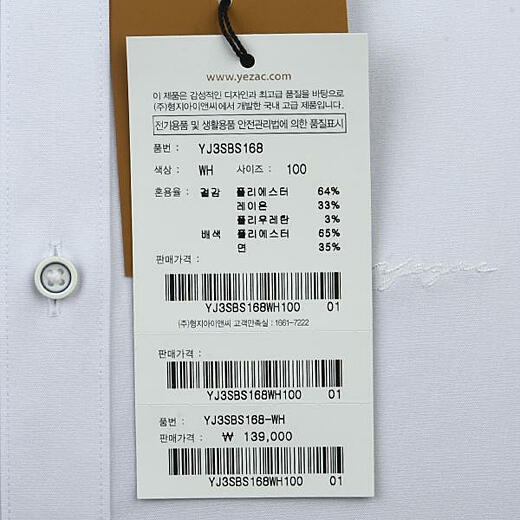 www.yezac.com
이 제품은 감성적인 디자인과 최고급 품질을 바탕으로
(주)형지아이앤씨에서 개발한 국내 고급 제품입니다.
전기용품 및 생활용품 안전관리법에 의한 품질표시
품번 : YJ3SBS168
색상 : WH 사이즈 : 100
혼용율 : 겉감 폴리에스터 64%
레이온 33%
폴리우레탄 3%
배색 폴리에스터 65%
면 35%
판매가격 :
YJ3SBS168WH100 01
(주)형지아이앤씨 고객만족실 : 1661-7222
판매가격 :
YJ3SBS168WH100 01
품번 : YJ3SBS168-WH
판매가격 : ₩ 139,000
YJ3SBS168WH100 01
Yezac